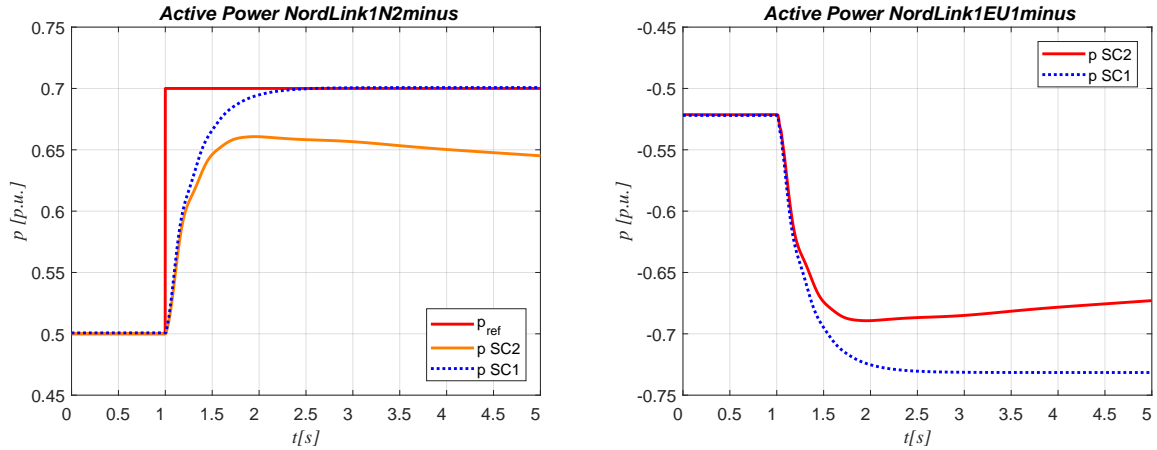 Active Power NordLink1N2minus
0.75
0.7
0.65
0.6
0.55
0.5
0.45
p [p.u.]
p_ref
p SC2
p SC1
0 0.5 1 1.5 2 2.5 3 3.5 4 4.5 5
t[s]
Active Power NordLink1EU1minus
-0.45
-0.5
-0.55
-0.6
-0.65
-0.7
-0.75
p [p.u.]
p SC2
p SC1
0 0.5 1 1.5 2 2.5 3 3.5 4 4.5 5
t[s]